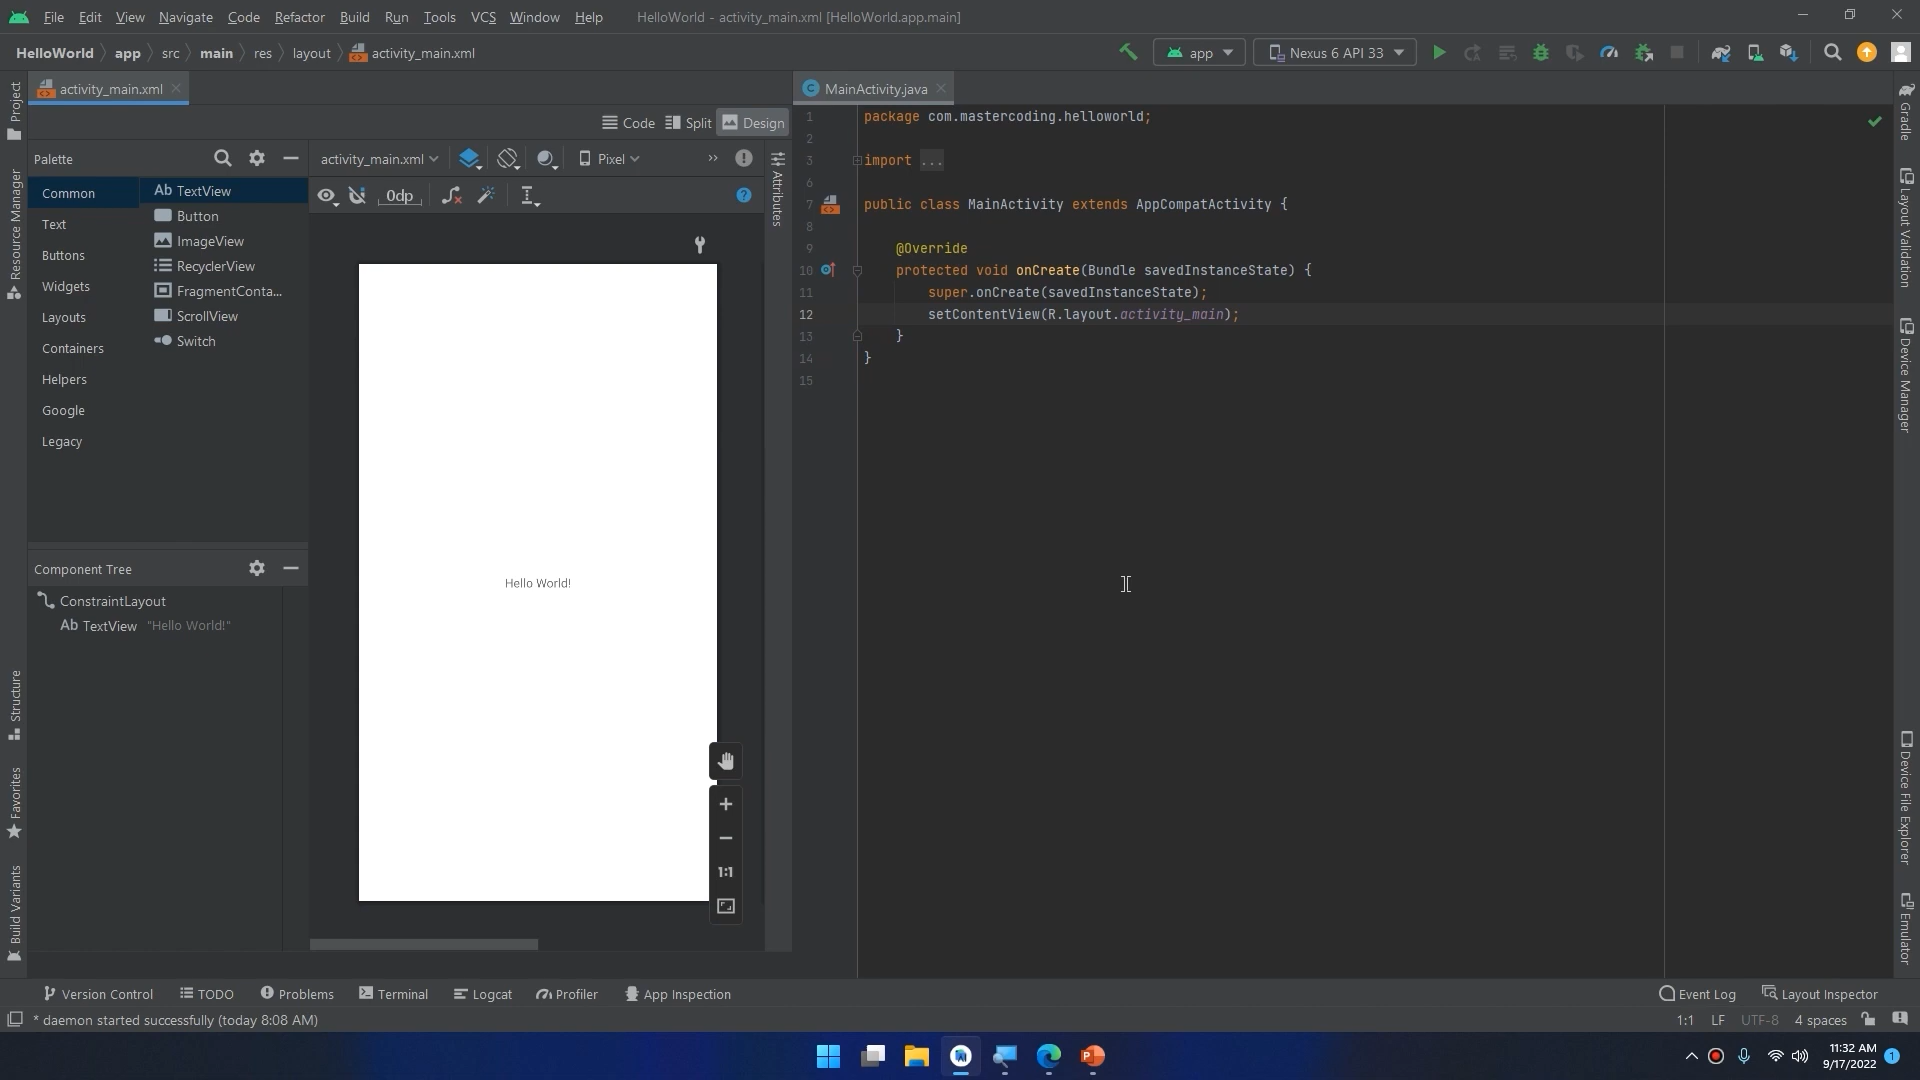 File Edit View Navigate Code Refactor Build Run Tools VCS Window Help HelloWorld - activity_main.xml [HelloWorld.app.main]
HelloWorld app src main res layout activity_main.xml app Nexus 6 API 33
activity_main.xml
MainActivity.java
Code Split Design
Palette
activity_main.xml Pixel »
0dp
Common
Text
Buttons
Widgets
Layouts
Containers
Helpers
Google
Legacy
Ab TextView
Button
ImageView
RecyclerView
FragmentConta...
ScrollView
Switch
Component Tree
ConstraintLayout
Ab TextView "Hello World!"
Hello World!
1:1
Attributes
1 package com.mastercoding.helloworld;
2
3 import ...
6
7 public class MainActivity extends AppCompatActivity {
8
9 @Override
10 protected void onCreate(Bundle savedInstanceState) {
11 super.onCreate(savedInstanceState);
12 setContentView(R.layout.activity_main);
13 }
14 }
15
Project
Resource Manager
Structure
Favorites
Build Variants
Gradle
Layout Validation
Device Manager
Device File Explorer
Emulator
Version Control TODO Problems Terminal Logcat Profiler App Inspection Event Log Layout Inspector
* daemon started successfully (today 8:08 AM) 1:1 LF UTF-8 4 spaces
11:32 AM
9/17/2022
1